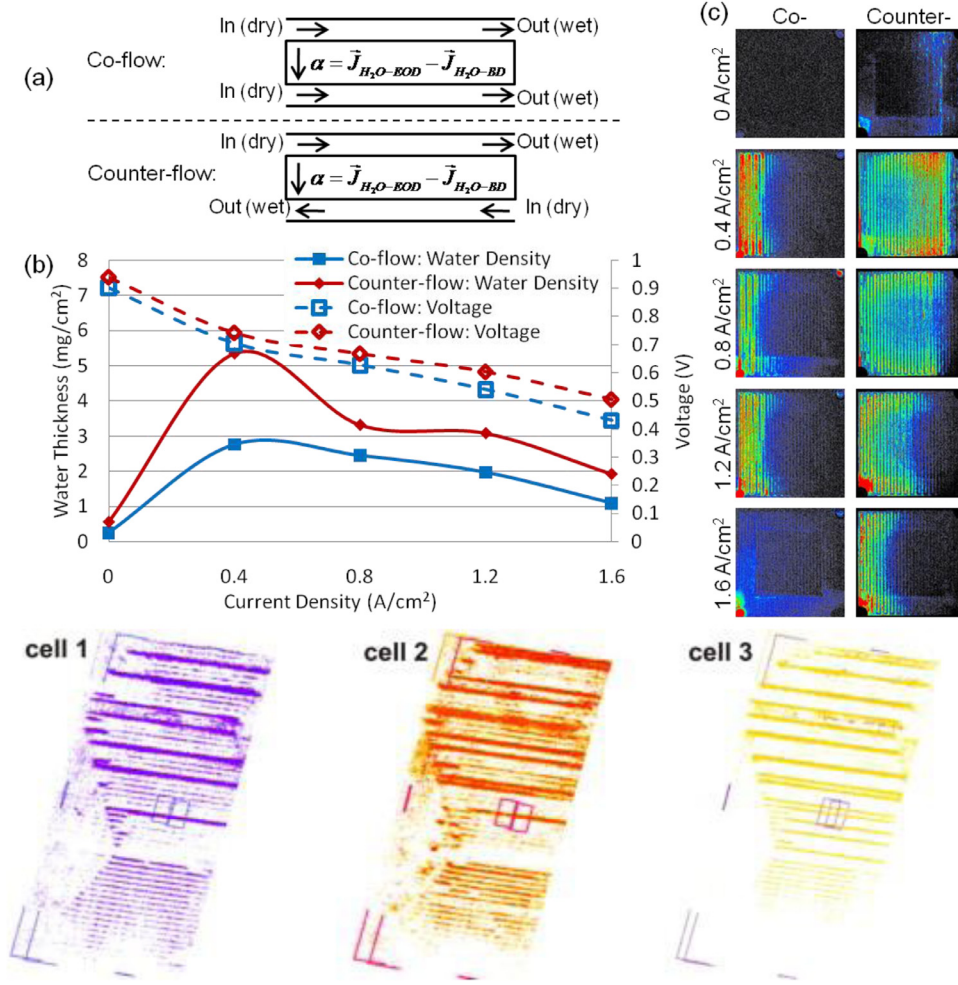 (a)
Co-flow:
In (dry)
Out (wet)
α = J⃗H₂O−EOD − J⃗H₂O−BD
In (dry)
Out (wet)
Counter-flow:
In (dry)
Out (wet)
α = J⃗H₂O−EOD − J⃗H₂O−BD
Out (wet)
In (dry)
(b)
Co-flow: Water Density
Counter-flow: Water Density
Co-flow: Voltage
Counter-flow: Voltage
Water Thickness (mg/cm²)
8
7
6
5
4
3
2
1
0
Voltage (V)
1
0.9
0.8
0.7
0.6
0.5
0.4
0.3
0.2
0.1
0
0 0.4 0.8 1.2 1.6
Current Density (A/cm²)
(c)
Co- Counter-
0 A/cm²
0.4 A/cm²
0.8 A/cm²
1.2 A/cm²
1.6 A/cm²
cell 1
cell 2
cell 3